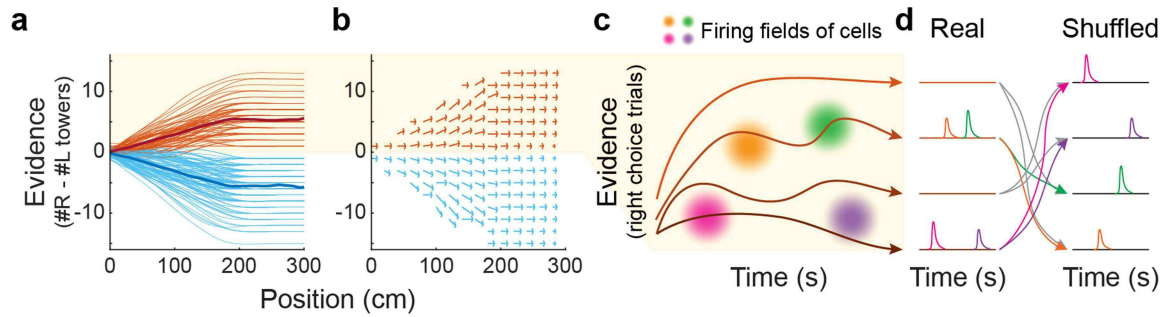 a
b
c
Firing fields of cells
d
Real
Shuffled
Evidence
(#R - #L towers)
10
0
-10
0
100
200
300
10
0
-10
0
100
200
300
Position (cm)
Evidence
(right choice trials)
Time (s)
Time (s)
Time (s)